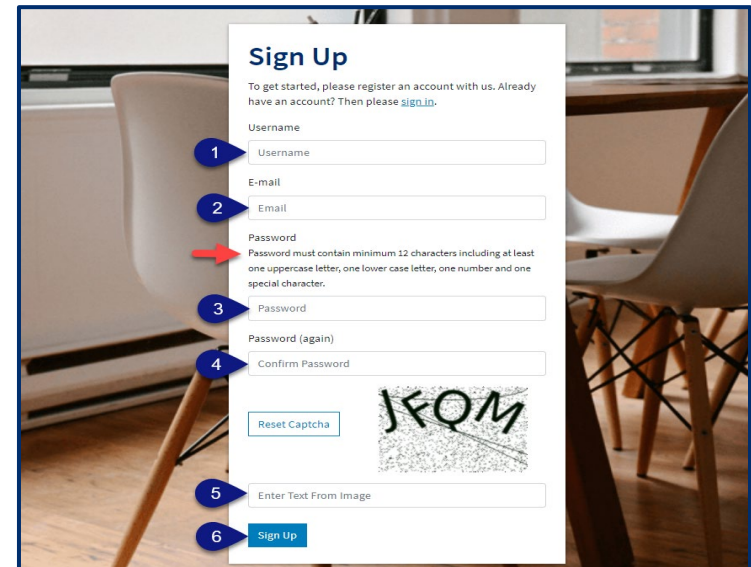 Sign Up
To get started, please register an account with us. Already
have an account? Then please sign in.
Username
1 Username
E-mail
2 Email
Password
Password must contain minimum 12 characters including at least
one uppercase letter, one lower case letter, one number and one
special character.
3 Password
Password (again)
4 Confirm Password
Reset Captcha JFQM
5 Enter Text From Image
6 Sign Up